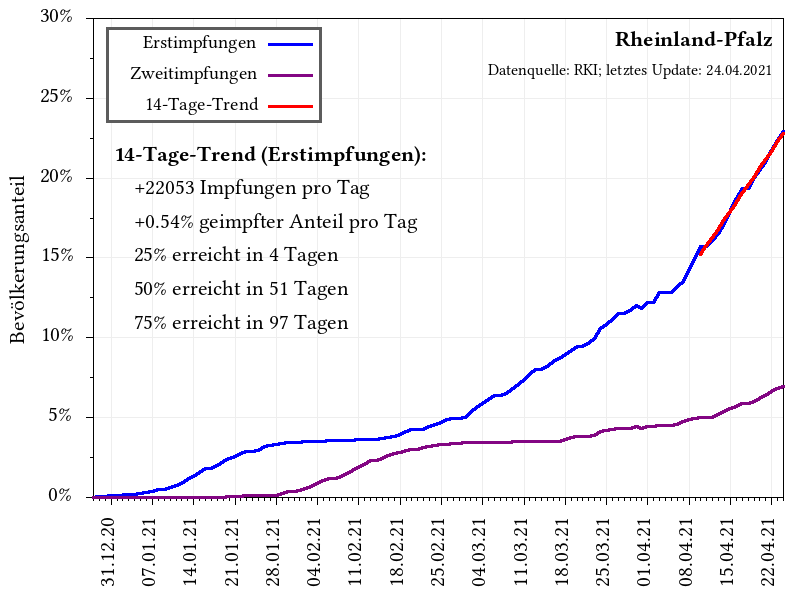 30%
25%
20%
15%
10%
5%
0%
Bevölkerungsanteil
Erstimpfungen
Zweitimpfungen
14-Tage-Trend
Rheinland-Pfalz
Datenquelle: RKI; letztes Update: 24.04.2021
14-Tage-Trend (Erstimpfungen):
+22053 Impfungen pro Tag
+0.54% geimpfter Anteil pro Tag
25% erreicht in 4 Tagen
50% erreicht in 51 Tagen
75% erreicht in 97 Tagen
31.12.20
07.01.21
14.01.21
21.01.21
28.01.21
04.02.21
11.02.21
18.02.21
25.02.21
04.03.21
11.03.21
18.03.21
25.03.21
01.04.21
08.04.21
15.04.21
22.04.21